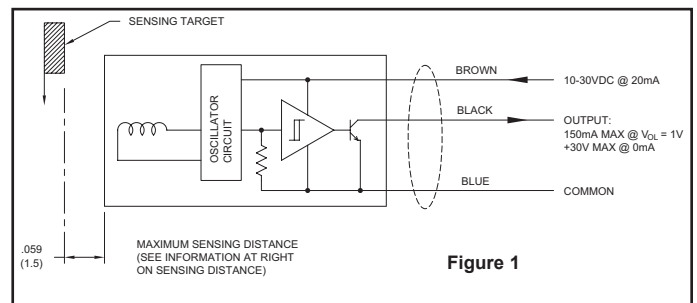 SENSING TARGET
BROWN
10-30VDC @ 20mA
BLACK
OUTPUT:
150mA MAX @ VOL = 1V
+30V MAX @ 0mA
OSCILLATOR
CIRCUIT
BLUE
COMMON
.059
(1.5)
MAXIMUM SENSING DISTANCE
(SEE INFORMATION AT RIGHT
ON SENSING DISTANCE)
Figure 1